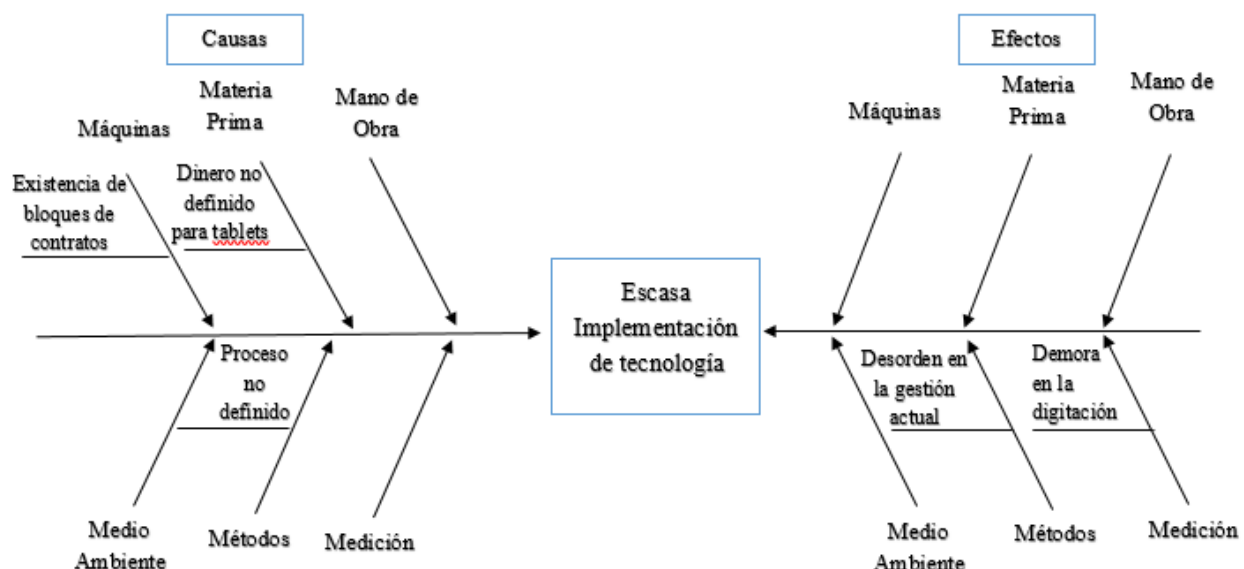 Causas
Efectos
Materia
Prima
Mano de
Obra
Máquinas
Existencia de
bloques de
contratos
Dinero no
definido
para tablets
Proceso
no
definido
Medio
Ambiente
Métodos
Medición
Escasa
Implementación
de tecnología
Máquinas
Materia
Prima
Mano de
Obra
Desorden en
la gestión
actual
Demora
en la
digitación
Medio
Ambiente
Métodos
Medición